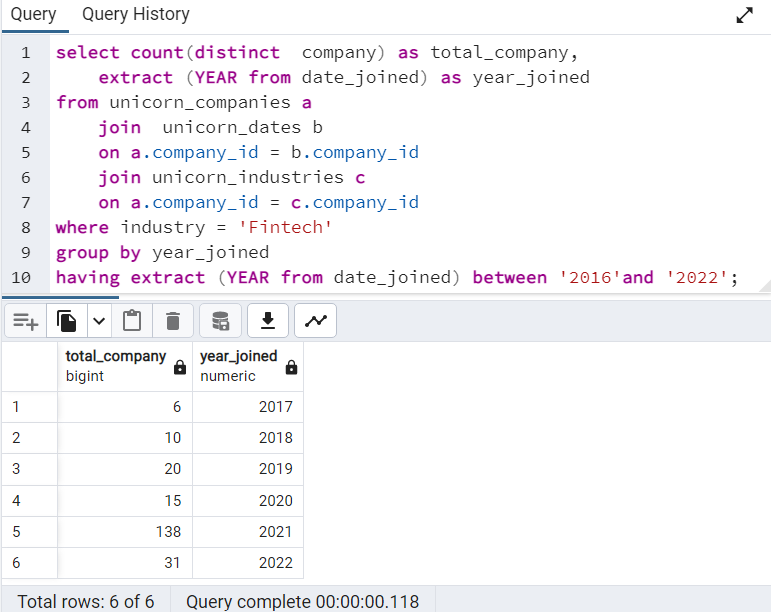 Query Query History
1 select count(distinct  company) as total_company,
2     extract (YEAR from date_joined) as year_joined
3 from unicorn_companies a
4     join  unicorn_dates b
5     on a.company_id = b.company_id
6     join unicorn_industries c
7     on a.company_id = c.company_id
8 where industry = 'Fintech'
9 group by year_joined
10 having extract (YEAR from date_joined) between '2016'and '2022';
total_company year_joined
bigint numeric
1 6 2017
2 10 2018
3 20 2019
4 15 2020
5 138 2021
6 31 2022
Total rows: 6 of 6 Query complete 00:00:00.118